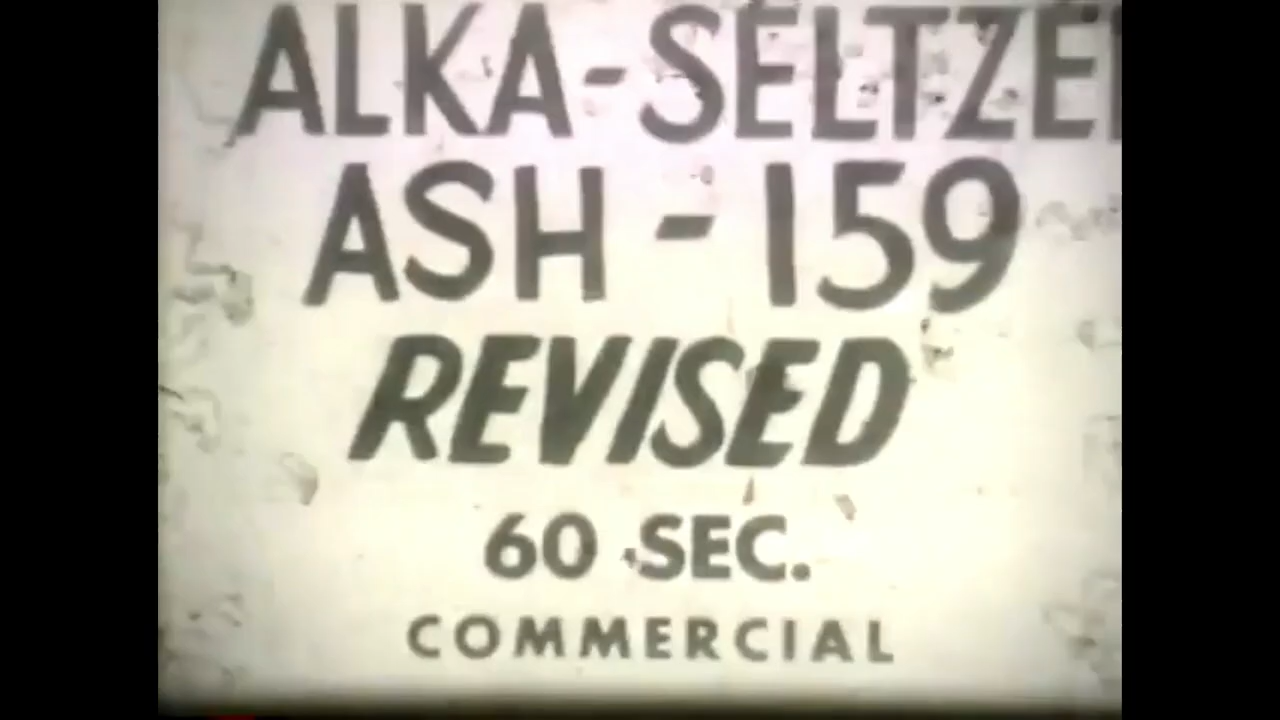 ALKA-SELTZE
ASH-159
REVISED
60 SEC.
COMMERCIAL